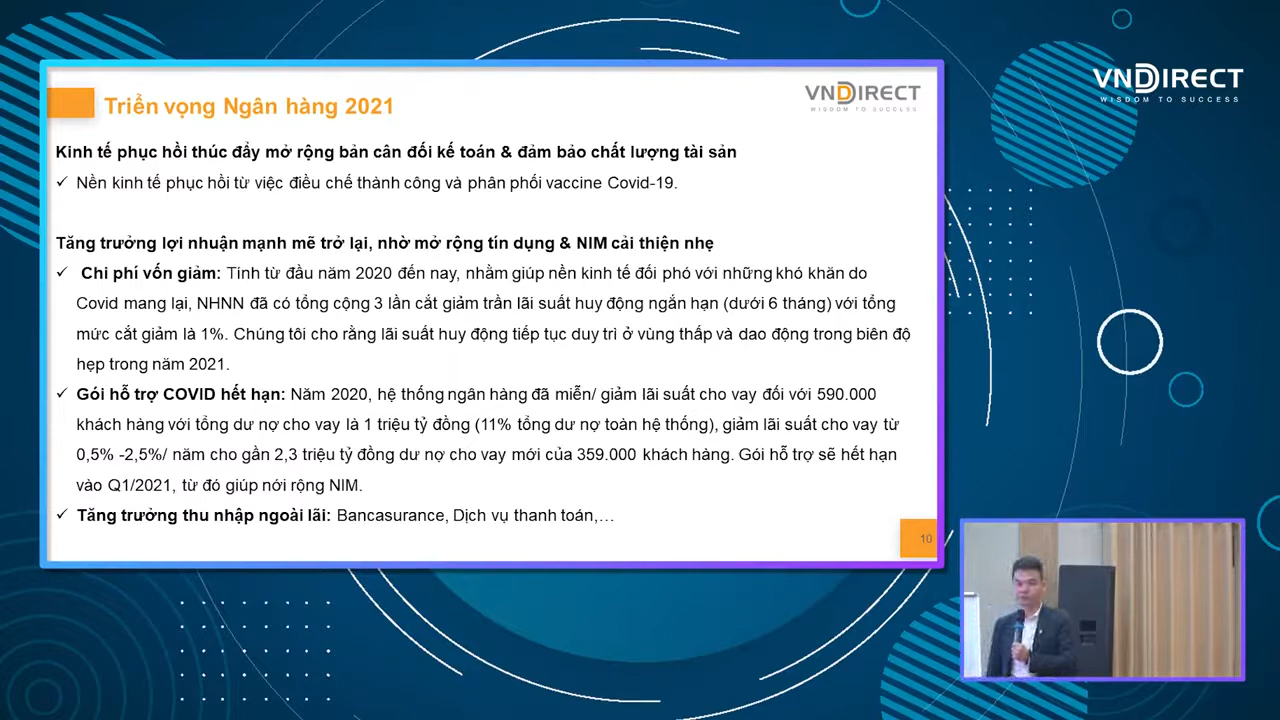 VNDIRECT
WISDOM TO SUCCESS
Triển vọng Ngân hàng 2021
VNDIRECT
WISDOM TO SUCCESS
Kinh tế phục hồi thúc đẩy mở rộng bản cân đối kế toán & đảm bảo chất lượng tài sản
✓ Nền kinh tế phục hồi từ việc điều chế thành công và phân phối vaccine Covid-19.
Tăng trưởng lợi nhuận mạnh mẽ trở lại, nhờ mở rộng tín dụng & NIM cải thiện nhẹ
✓ Chi phí vốn giảm: Tính từ đầu năm 2020 đến nay, nhằm giúp nền kinh tế đối phó với những khó khăn do
Covid mang lại, NHNN đã có tổng cộng 3 lần cắt giảm trần lãi suất huy động ngắn hạn (dưới 6 tháng) với tổng
mức cắt giảm là 1%. Chúng tôi cho rằng lãi suất huy động tiếp tục duy trì ở vùng thấp và dao động trong biên độ
hẹp trong năm 2021.
✓ Gói hỗ trợ COVID hết hạn: Năm 2020, hệ thống ngân hàng đã miễn/ giảm lãi suất cho vay đối với 590.000
khách hàng với tổng dư nợ cho vay là 1 triệu tỷ đồng (11% tổng dư nợ toàn hệ thống), giảm lãi suất cho vay từ
0,5% -2,5%/ năm cho gần 2,3 triệu tỷ đồng dư nợ cho vay mới của 359.000 khách hàng. Gói hỗ trợ sẽ hết hạn
vào Q1/2021, từ đó giúp nới rộng NIM.
✓ Tăng trưởng thu nhập ngoài lãi: Bancasurance, Dịch vụ thanh toán,…
10